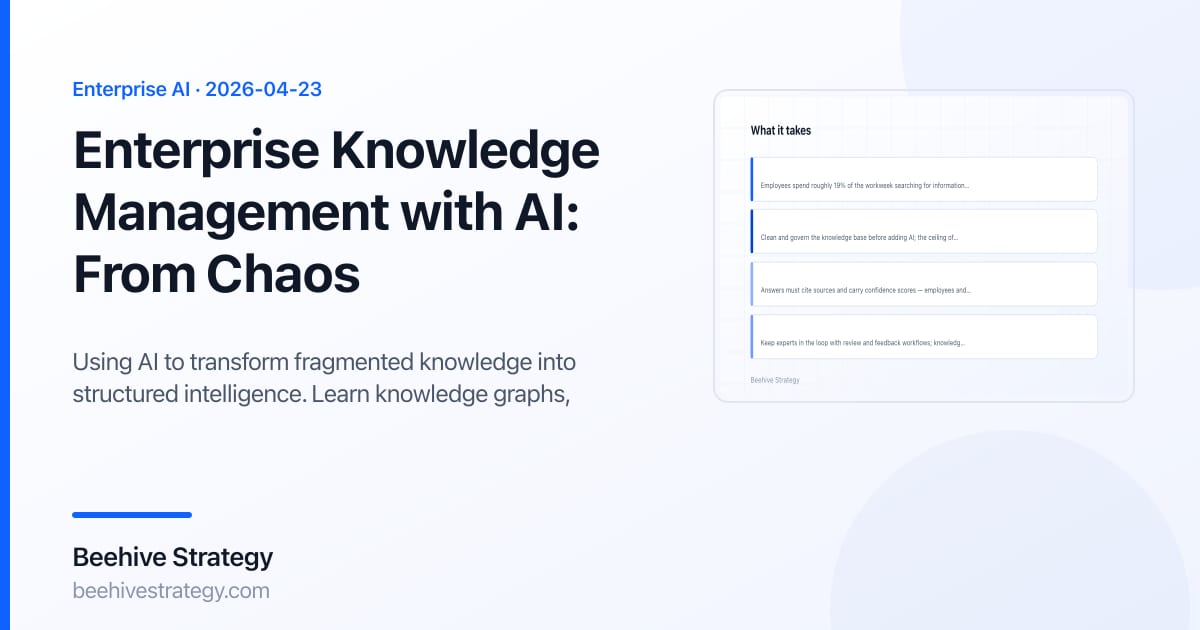 Enterprise AI · 2026-04-23
Enterprise Knowledge
Management with AI:
From Chaos
Using AI to transform fragmented knowledge into
structured intelligence. Learn knowledge graphs,
Beehive Strategy
beehivestrategy.com
What it takes
Employees spend roughly 19% of the workweek searching for information...
Clean and govern the knowledge base before adding AI; the ceiling of...
Answers must cite sources and carry confidence scores — employees and...
Keep experts in the loop with review and feedback workflows; knowledg...
Beehive Strategy